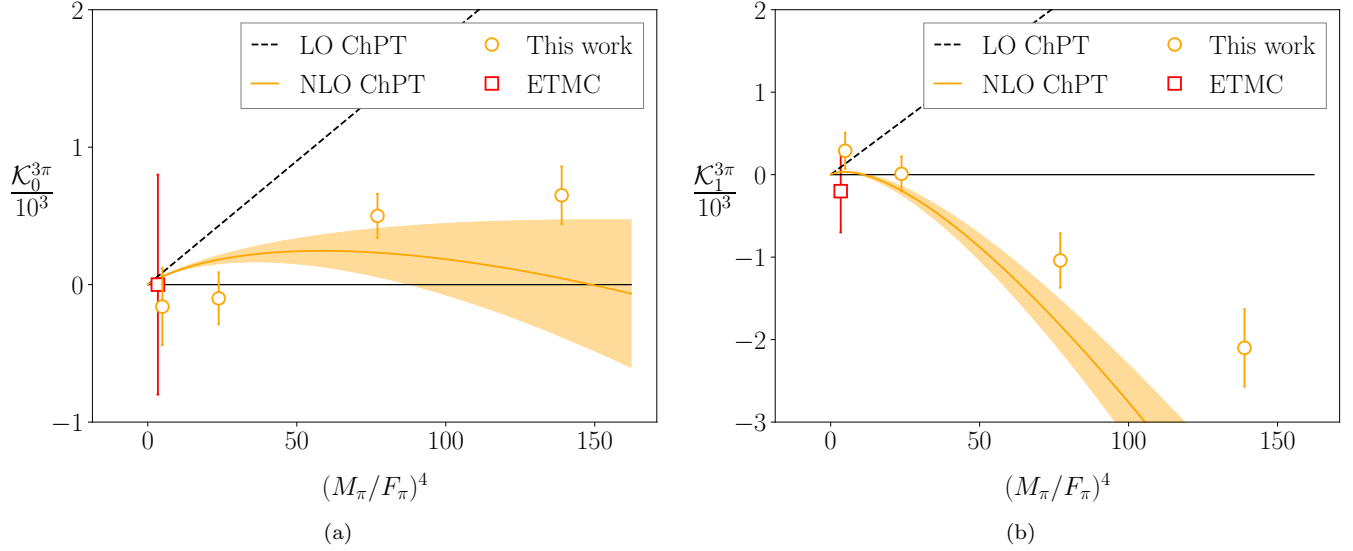 2
1
0
−1
0
50
100
150
𝒦₀^{3π}
10³
(M_π/F_π)⁴
LO ChPT
NLO ChPT
This work
ETMC
(a)
2
1
0
−1
−2
−3
0
50
100
150
𝒦₁^{3π}
10³
(M_π/F_π)⁴
LO ChPT
NLO ChPT
This work
ETMC
(b)